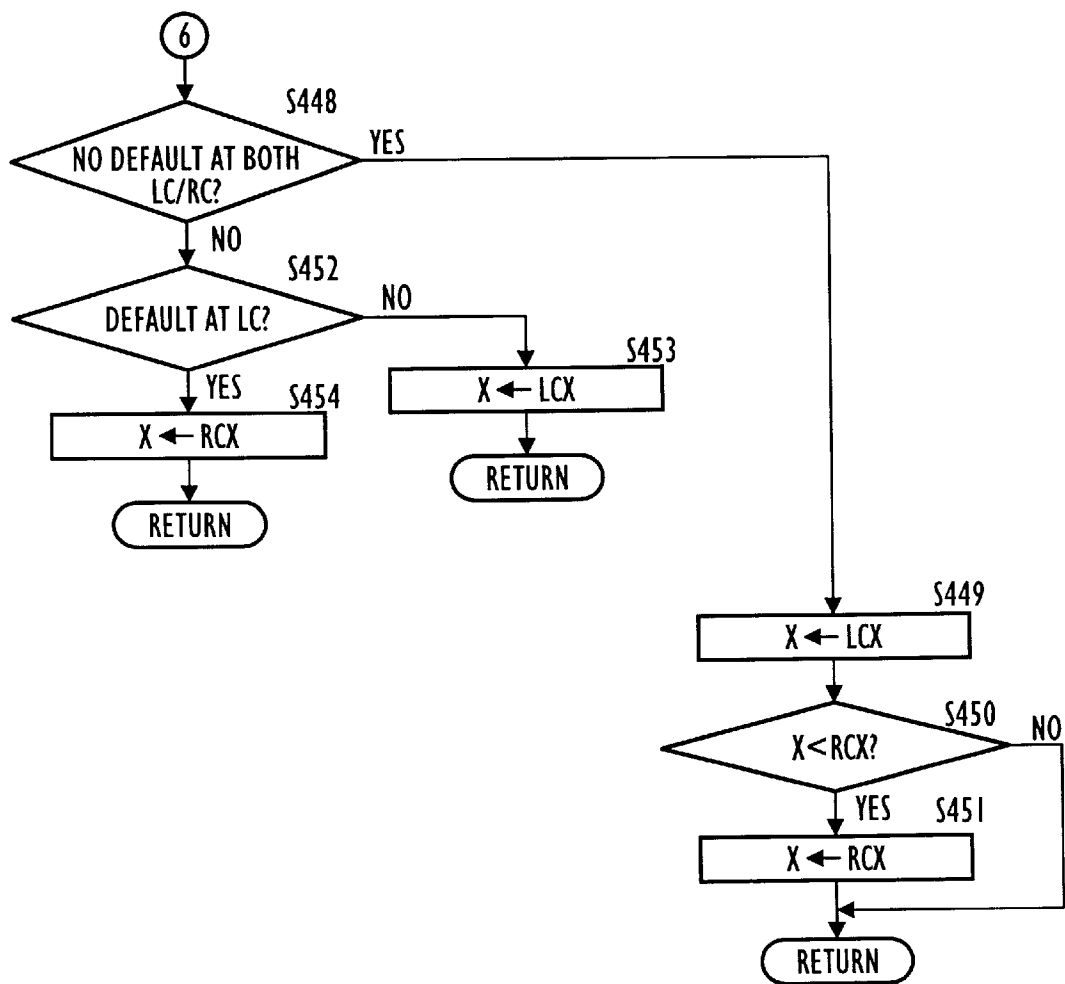 6
S448
NO DEFAULT AT BOTH
LC/RC?
YES
NO
S452
DEFAULT AT LC?
NO
YES
S453
X ← LCX
RETURN
S454
X ← RCX
RETURN
S449
X ← LCX
S450
X<RCX?
NO
YES
S451
X ← RCX
RETURN